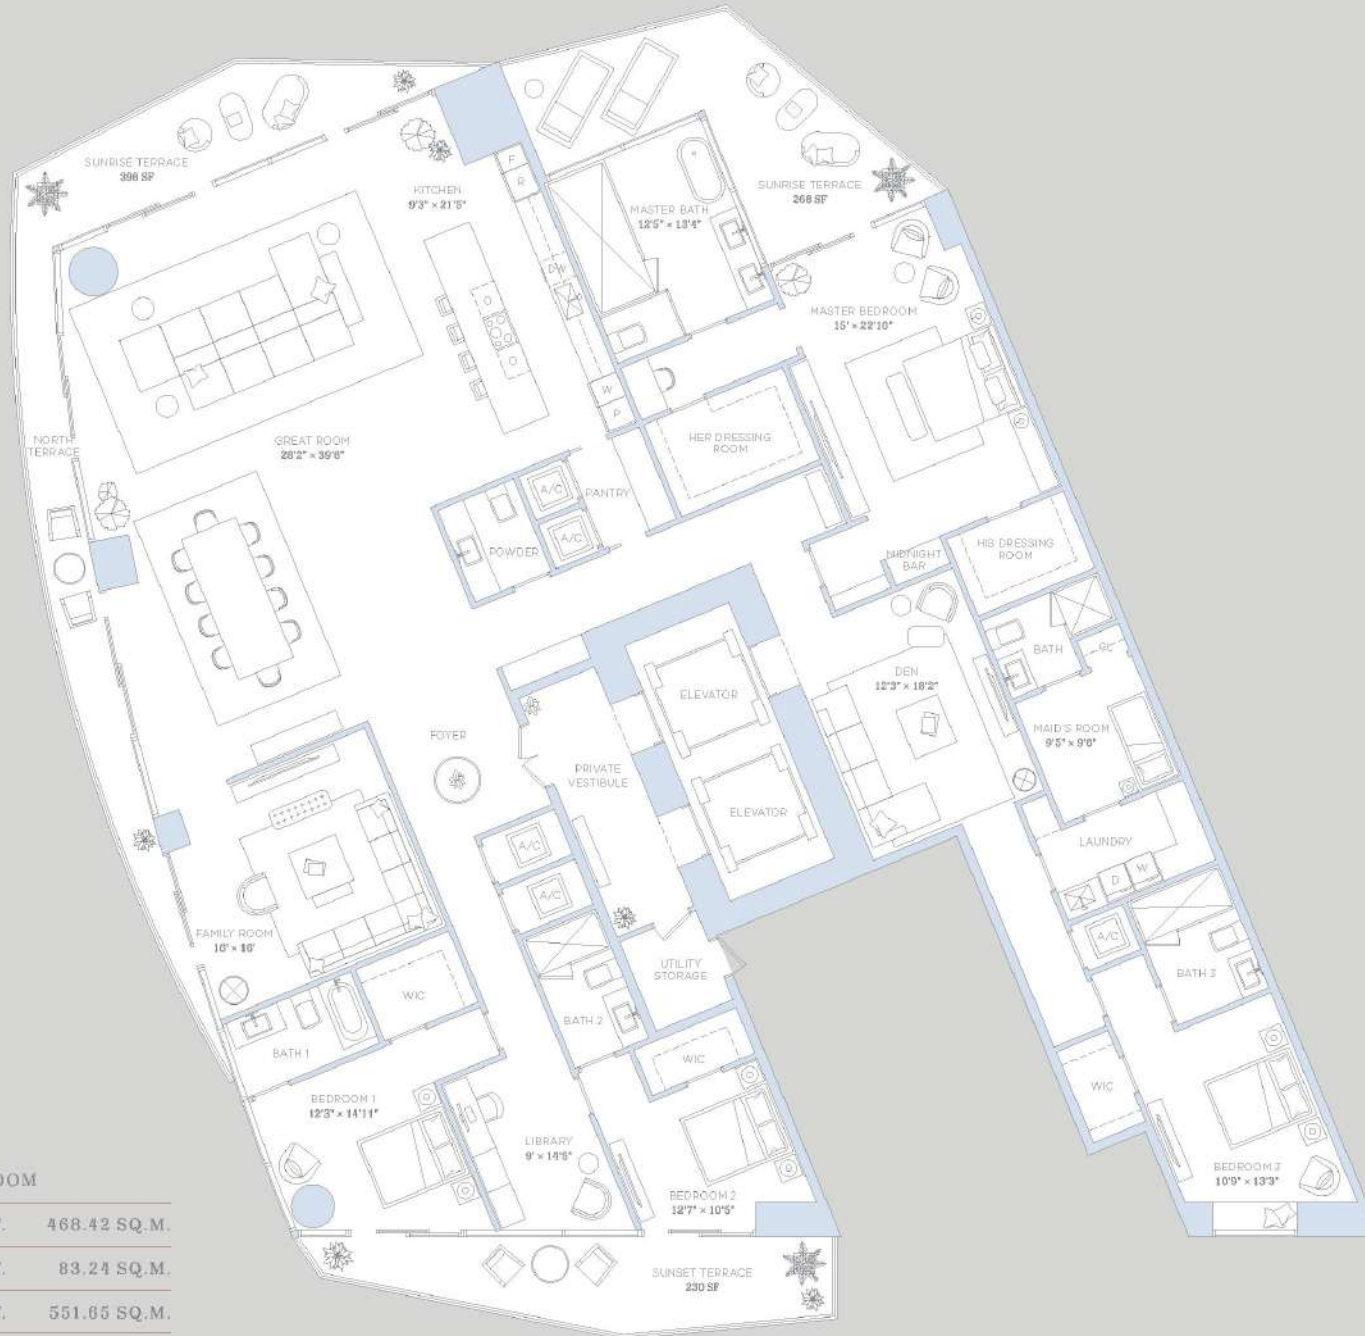 SUNRISE TERRACE
398 SF
KITCHEN
9'3" × 21'5"
F
R
MASTER BATH
12'5" × 13'4"
SUNRISE TERRACE
268 SF
DW
MASTER BEDROOM
15' × 22'10"
W
P
NORTH
TERRACE
GREAT ROOM
28'2" × 39'6"
HER DRESSING
ROOM
A/C
PANTRY
A/C
POWDER
MIDNIGHT
BAR
HIS DRESSING
ROOM
BATH
CL
ELEVATOR
DEN
12'3" × 18'2"
MAID'S ROOM
9'5" × 9'6"
FOYER
PRIVATE
VESTIBULE
ELEVATOR
LAUNDRY
D
W
A/C
A/C
FAMILY ROOM
16' × 16'
UTILITY
STORAGE
A/C
BATH 3
WIC
BATH 2
BATH 1
WIC
WIC
BEDROOM 1
12'3" × 14'11"
LIBRARY
9' × 14'5"
BEDROOM 2
12'7" × 10'5"
BEDROOM 3
10'9" × 13'3"
SUNSET TERRACE
230 SF
OOM
468.42 SQ.M.
83.24 SQ.M.
551.65 SQ.M.